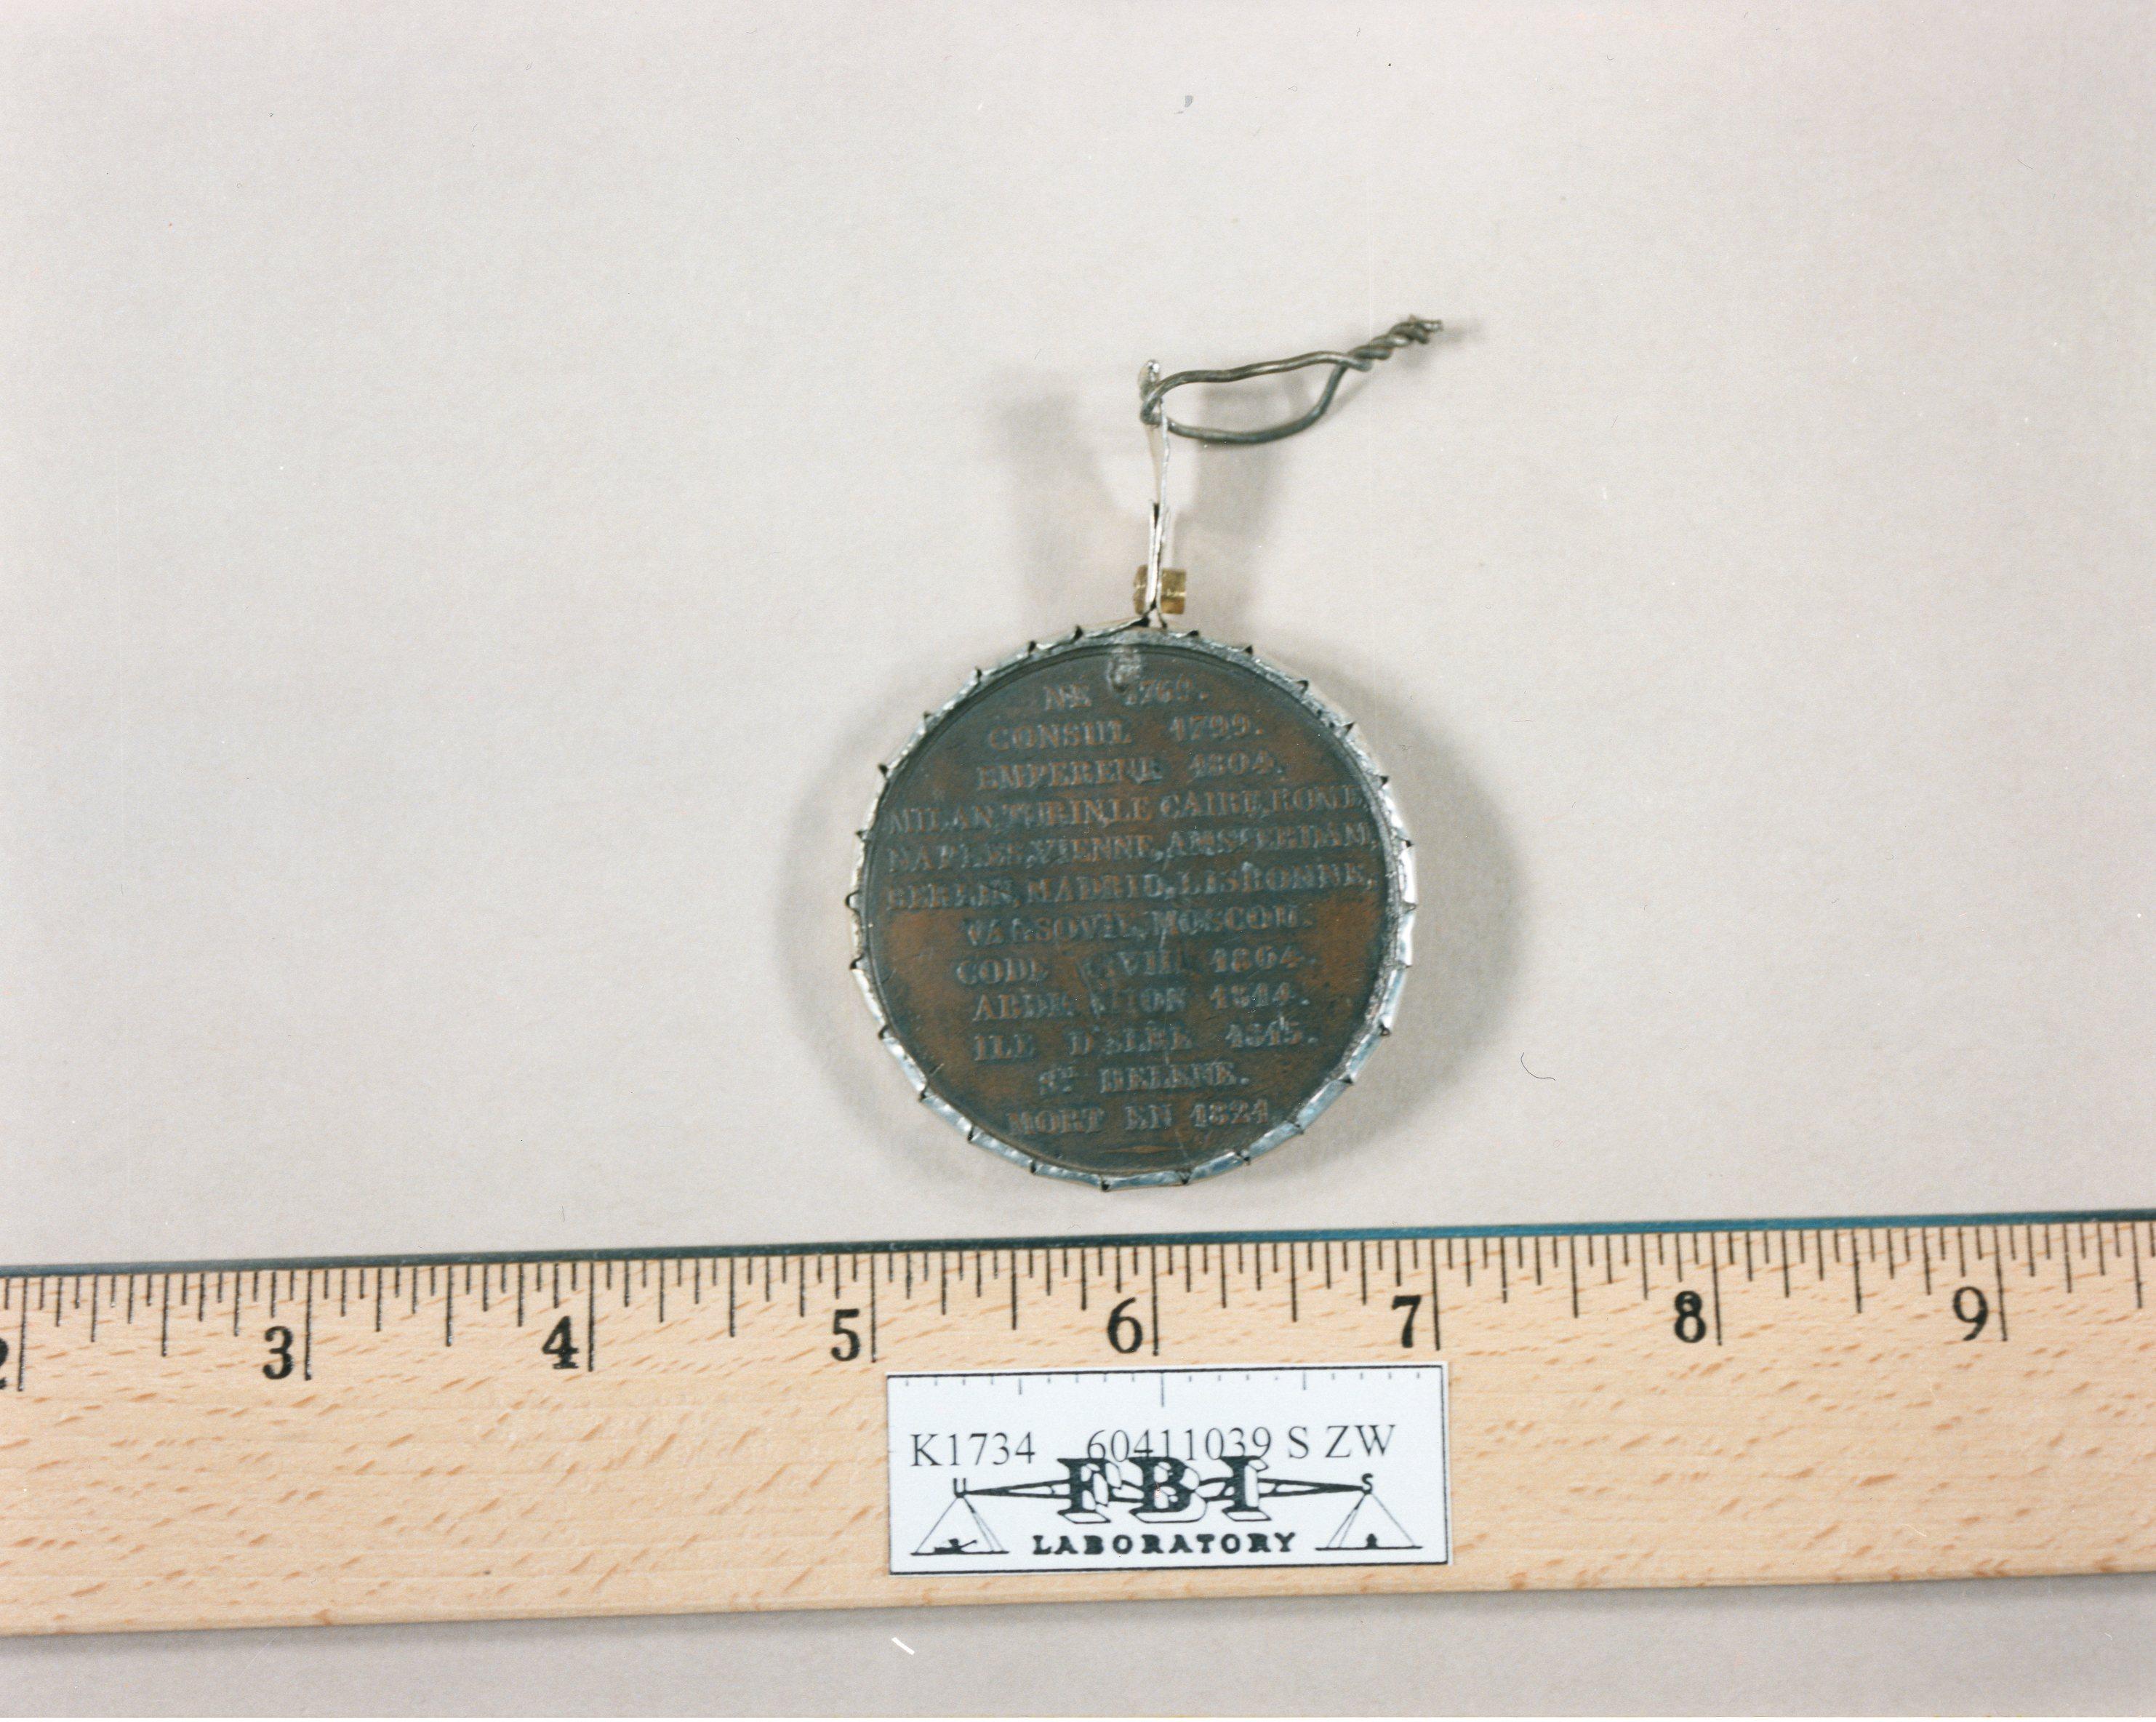 NÉ 1769.
CONSUL 1799.
EMPEREUR 1804.
MILAN, TURIN, LE CAIRE, ROME
NAPLES, VIENNE, AMSTERDAM,
BERLIN, MADRID, LISBONNE,
VARSOVIE, MOSCOU.
CODE CIVIL 1804.
ABDICATION 1814.
ILE D'ELBE 1815.
STE HELENE.
MORT EN 1821.
2 3 4 5 6 7 8 9
K1734 60411039 S ZW
U FBI S
LABORATORY